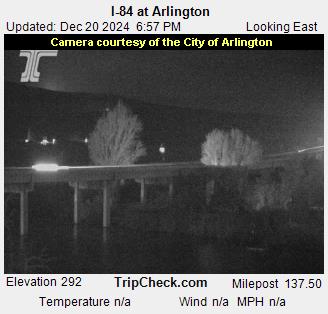 I-84 at Arlington
Updated: Dec 20 2024 6:57 PM Looking East
Camera courtesy of the City of Arlington
Elevation 292 TripCheck.com Milepost 137.50
Temperature n/a Wind n/a MPH n/a